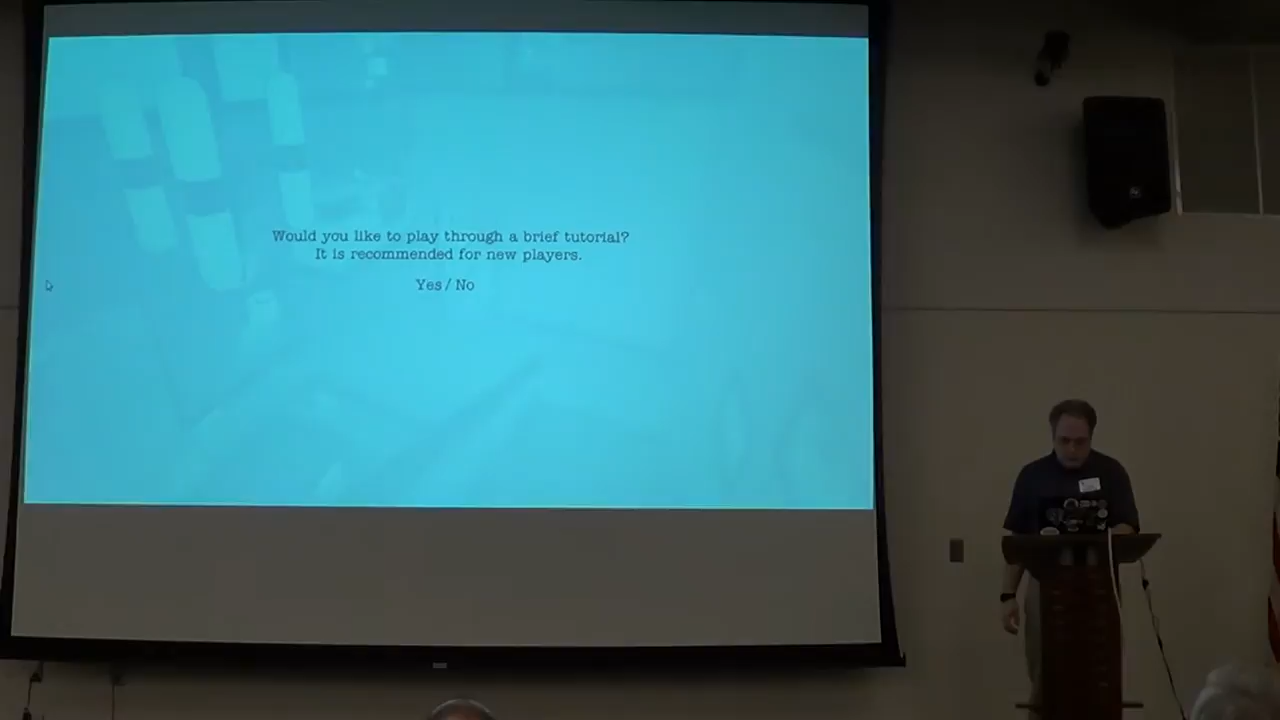 Would you like to play through a brief tutorial?
It is recommended for new players.
Yes / No